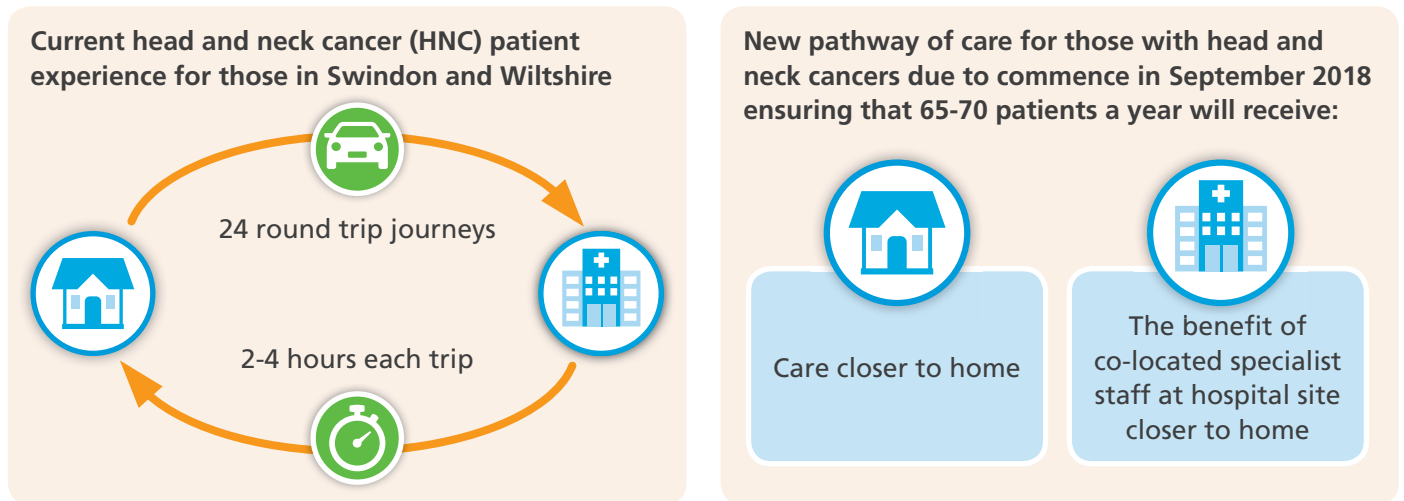 Current head and neck cancer (HNC) patient
experience for those in Swindon and Wiltshire
24 round trip journeys
2-4 hours each trip
New pathway of care for those with head and
neck cancers due to commence in September 2018
ensuring that 65-70 patients a year will receive:
Care closer to home
The benefit of
co-located specialist
staff at hospital site
closer to home